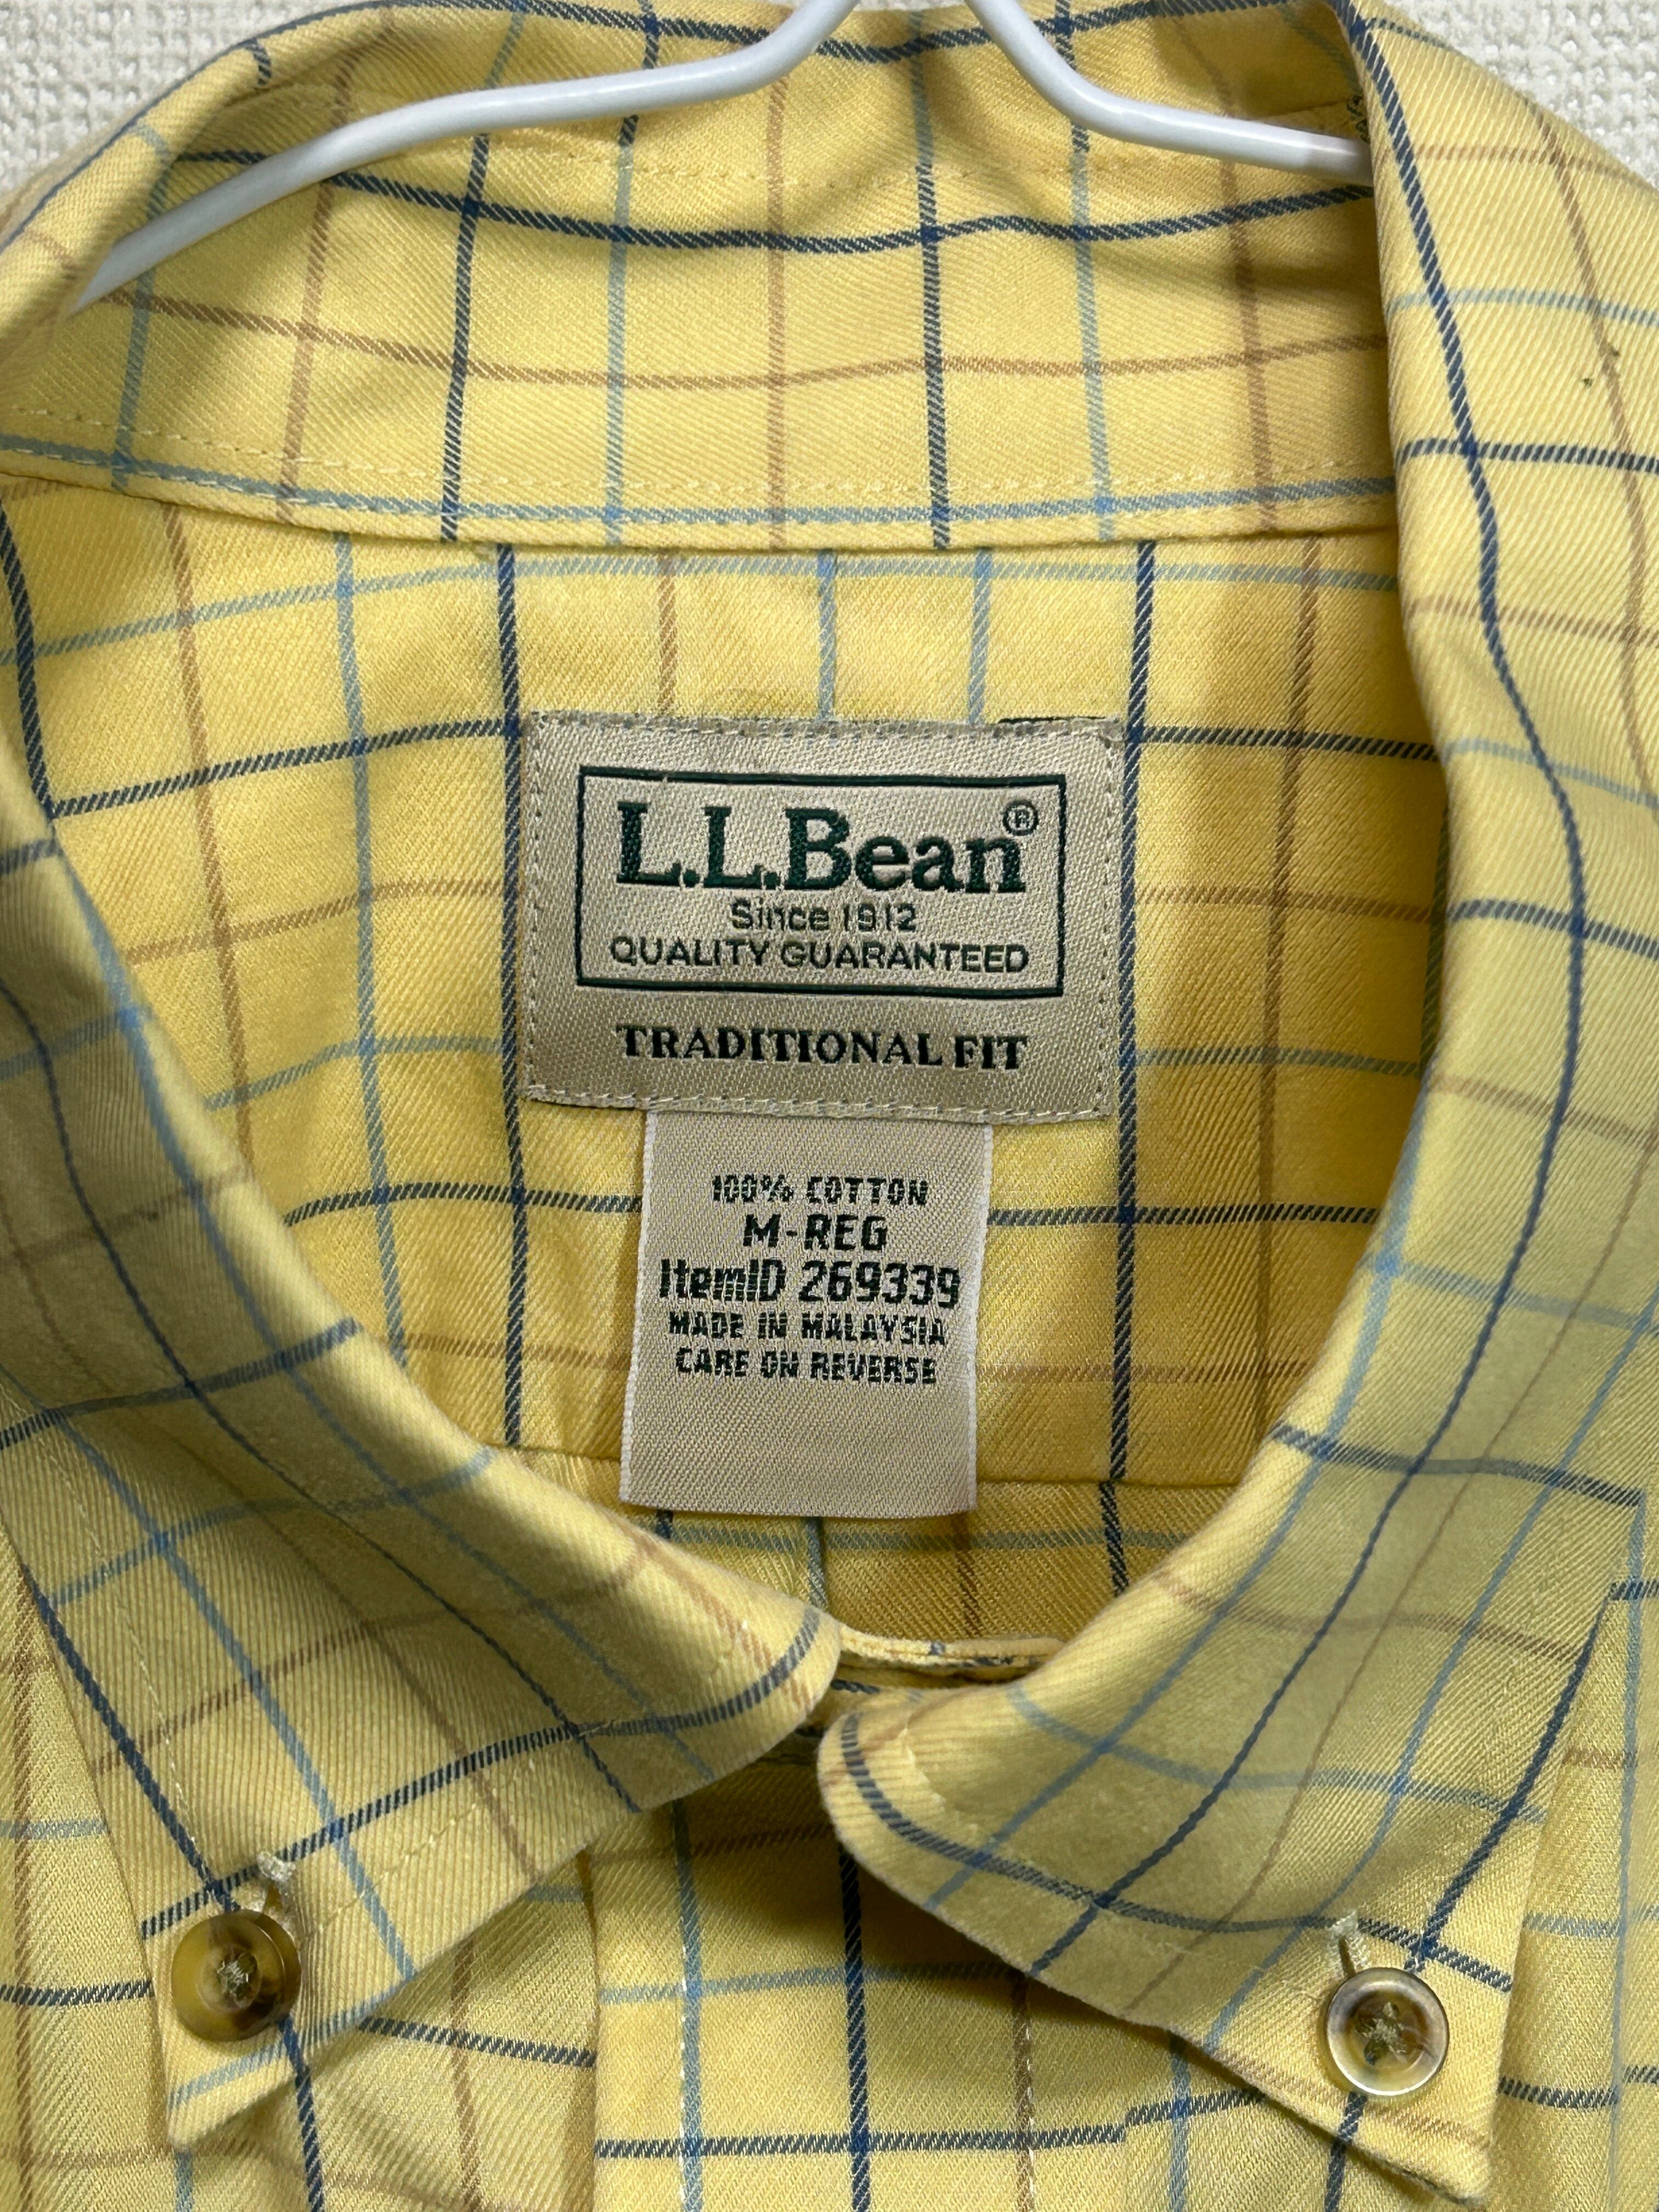 L.L.Bean®
Since 1912
QUALITY GUARANTEED
TRADITIONAL FIT
100% COTTON
M-REG
ItemID 269339
MADE IN MALAYSIA
CARE ON REVERSE